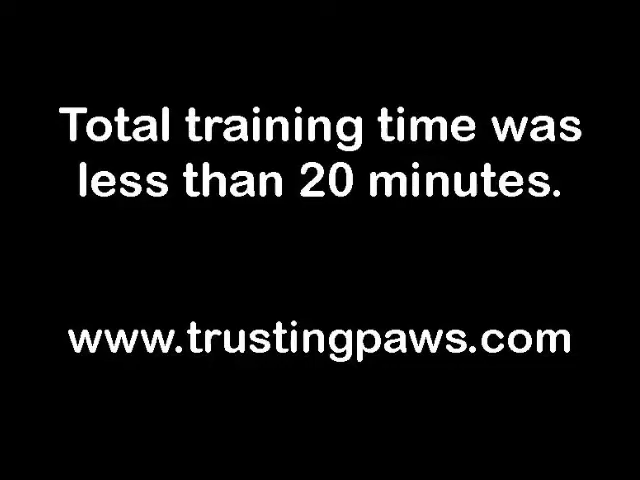 Total training time was
less than 20 minutes.
www.trustingpaws.com